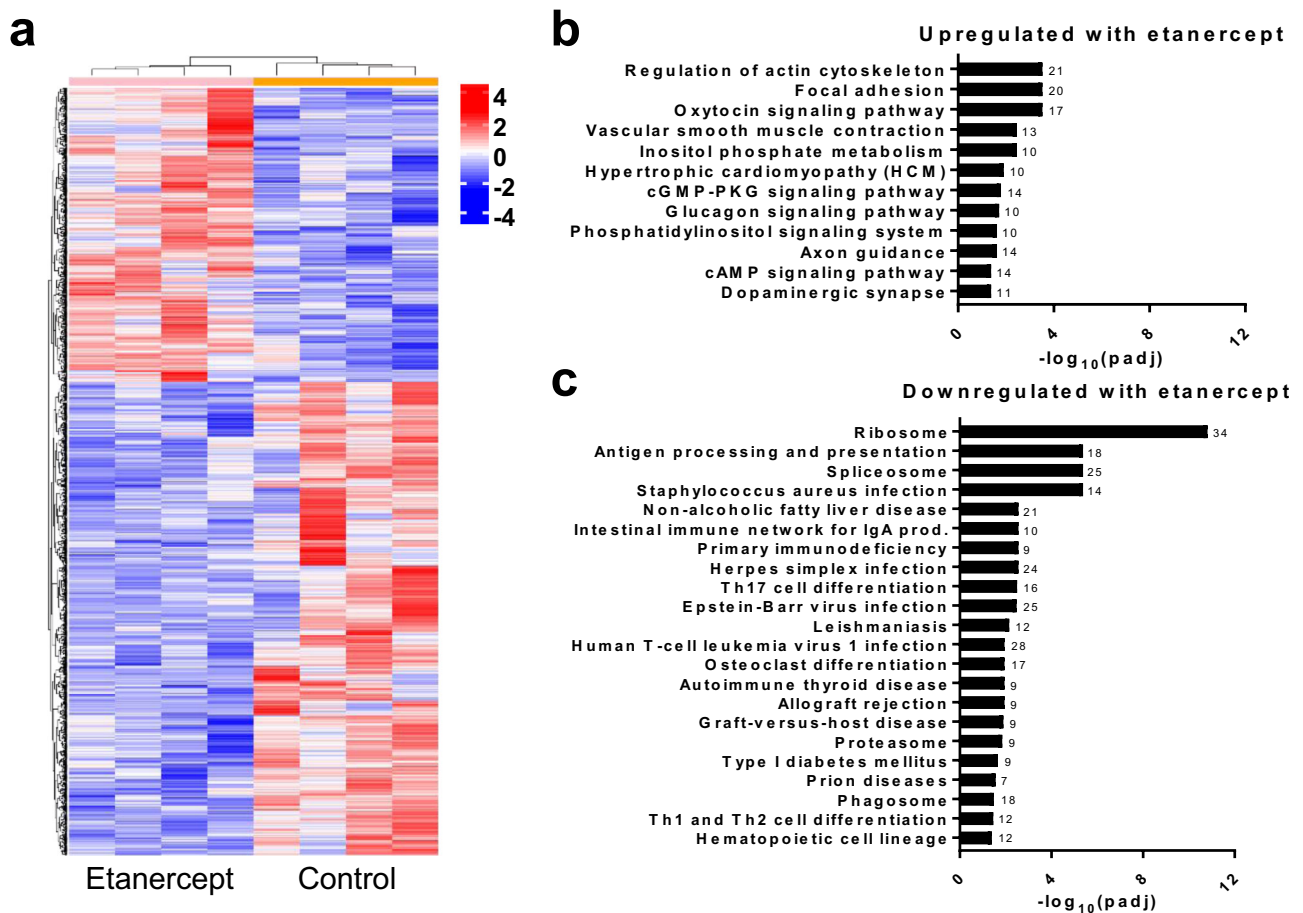 a
4
2
0
-2
-4
Etanercept
Control
b
Upregulated with etanercept
Regulation of actin cytoskeleton 21
Focal adhesion 20
Oxytocin signaling pathway 17
Vascular smooth muscle contraction 13
Inositol phosphate metabolism 10
Hypertrophic cardiomyopathy (HCM) 10
cGMP-PKG signaling pathway 14
Glucagon signaling pathway 10
Phosphatidylinositol signaling system 10
Axon guidance 14
cAMP signaling pathway 14
Dopaminergic synapse 11
0 4 8 12
-log10(padj)
c
Downregulated with etanercept
Ribosome 34
Antigen processing and presentation 18
Spliceosome 25
Staphylococcus aureus infection 14
Non-alcoholic fatty liver disease 21
Intestinal immune network for IgA prod. 10
Primary immunodeficiency 9
Herpes simplex infection 24
Th17 cell differentiation 16
Epstein-Barr virus infection 25
Leishmaniasis 12
Human T-cell leukemia virus 1 infection 28
Osteoclast differentiation 17
Autoimmune thyroid disease 9
Allograft rejection 9
Graft-versus-host disease 9
Proteasome 9
Type I diabetes mellitus 9
Prion diseases 7
Phagosome 18
Th1 and Th2 cell differentiation 12
Hematopoietic cell lineage 12
0 4 8 12
-log10(padj)